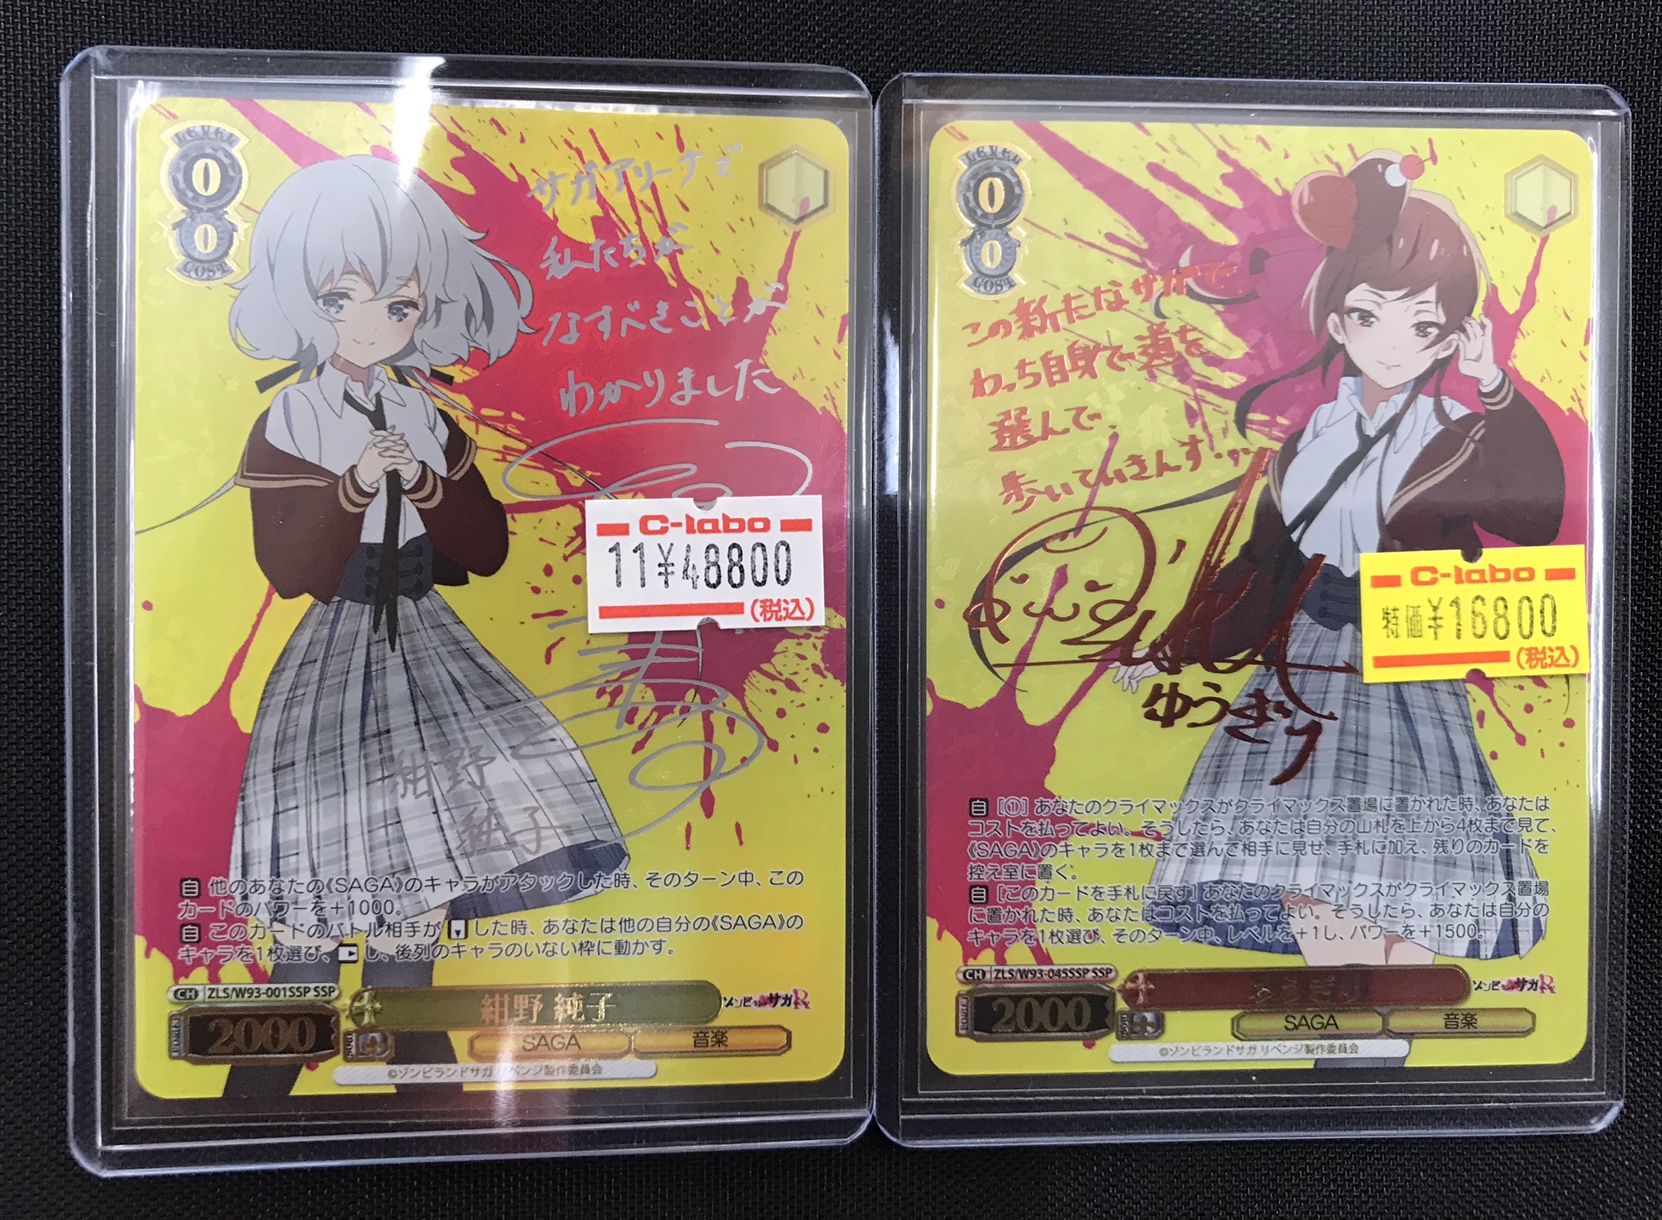 LEVEL
0
0
COST
サガアリーナで
私たちが
なすべきことが
わかりました
C-labo
11¥48800
(税込)
紺野
純子
自 他のあなたの《SAGA》のキャラがアタックした時、そのターン中、この
カードのパワーを+1000。
自 このカードのバトル相手が した時、あなたは他の自分の《SAGA》の
キャラを1枚選び、 し、後列のキャラのいない枠に動かす。
CH ZLS/W93-001SSP SSP
紺野 純子
ゾンビランドサガR
2000
SAGA
音楽
©ゾンビランドサガ リベンジ製作委員会
LEVEL
0
0
COST
この新たなサガで、
わっち自身で道を
選んで、
歩いていきんす!
C-labo
特価¥16800
(税込)
ゆうぎり
自 [①] あなたのクライマックスがクライマックス置場に置かれた時、あなたは
コストを払ってよい。そうしたら、あなたは自分の山札を上から4枚まで見て、
《SAGA》のキャラを1枚まで選んで相手に見せ、手札に加え、残りのカードを
控え室に置く。
自 [このカードを手札に戻す] あなたのクライマックスがクライマックス置場
に置かれた時、あなたはコストを払ってよい。そうしたら、あなたは自分の
キャラを1枚選び、そのターン中、レベルを+1し、パワーを+1500。
CH ZLS/W93-045SSP SSP
ゆうぎり
ゾンビランドサガR
2000
SAGA
音楽
©ゾンビランドサガ リベンジ製作委員会